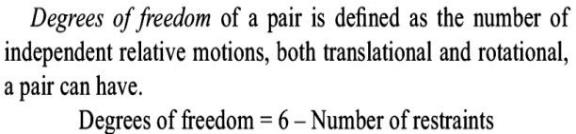 Degrees of freedom of a pair is defined as the number of
independent relative motions, both translational and rotational,
a pair can have.
Degrees of freedom = 6 – Number of restraints